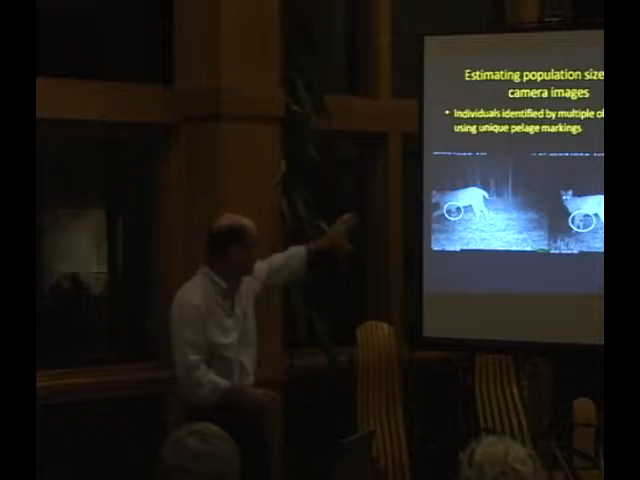 Estimating population size
camera images
• Individuals identified by multiple
using unique pelage markings